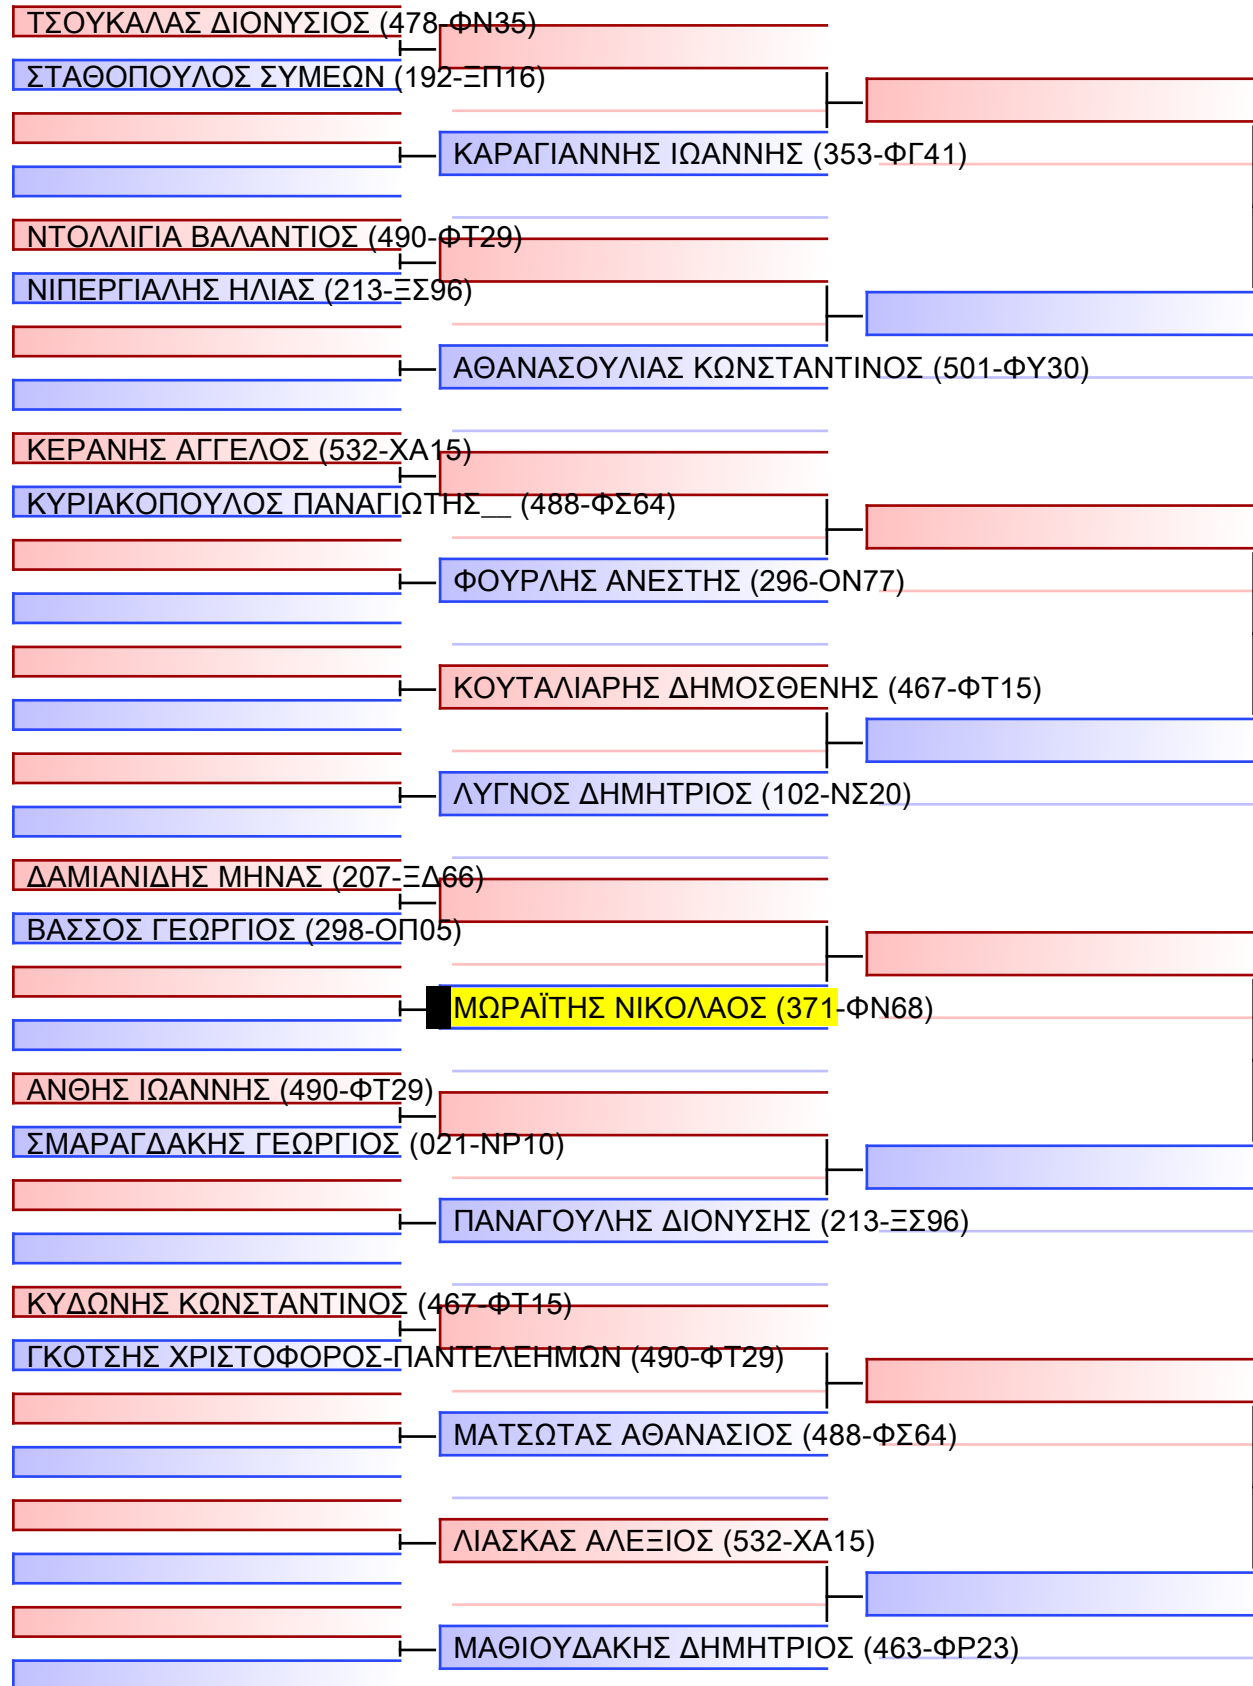 ΤΣΟΥΚΑΛΑΣ ΔΙΟΝΥΣΙΟΣ (478-ΦΝ35)
ΣΤΑΘΟΠΟΥΛΟΣ ΣΥΜΕΩΝ (192-ΞΠ16)
ΚΑΡΑΓΙΑΝΝΗΣ ΙΩΑΝΝΗΣ (353-ΦΓ41)
ΝΤΟΛΛΙΓΙΑ ΒΑΛΑΝΤΙΟΣ (490-ΦΤ29)
ΝΙΠΕΡΓΙΑΛΗΣ ΗΛΙΑΣ (213-ΞΣ96)
ΑΘΑΝΑΣΟΥΛΙΑΣ ΚΩΝΣΤΑΝΤΙΝΟΣ (501-ΦΥ30)
ΚΕΡΑΝΗΣ ΑΓΓΕΛΟΣ (532-ΧΑ15)
ΚΥΡΙΑΚΟΠΟΥΛΟΣ ΠΑΝΑΓΙΩΤΗΣ__ (488-ΦΣ64)
ΦΟΥΡΛΗΣ ΑΝΕΣΤΗΣ (296-ΟΝ77)
ΚΟΥΤΑΛΙΑΡΗΣ ΔΗΜΟΣΘΕΝΗΣ (467-ΦΤ15)
ΛΥΓΝΟΣ ΔΗΜΗΤΡΙΟΣ (102-ΝΣ20)
ΔΑΜΙΑΝΙΔΗΣ ΜΗΝΑΣ (207-ΞΔ66)
ΒΑΣΣΟΣ ΓΕΩΡΓΙΟΣ (298-ΟΠ05)
ΜΩΡΑΪΤΗΣ ΝΙΚΟΛΑΟΣ (371-ΦΝ68)
ΑΝΘΗΣ ΙΩΑΝΝΗΣ (490-ΦΤ29)
ΣΜΑΡΑΓΔΑΚΗΣ ΓΕΩΡΓΙΟΣ (021-ΝΡ10)
ΠΑΝΑΓΟΥΛΗΣ ΔΙΟΝΥΣΗΣ (213-ΞΣ96)
ΚΥΔΩΝΗΣ ΚΩΝΣΤΑΝΤΙΝΟΣ (467-ΦΤ15)
ΓΚΟΤΣΗΣ ΧΡΙΣΤΟΦΟΡΟΣ-ΠΑΝΤΕΛΕΗΜΩΝ (490-ΦΤ29)
ΜΑΤΣΩΤΑΣ ΑΘΑΝΑΣΙΟΣ (488-ΦΣ64)
ΛΙΑΣΚΑΣ ΑΛΕΞΙΟΣ (532-ΧΑ15)
ΜΑΘΙΟΥΔΑΚΗΣ ΔΗΜΗΤΡΙΟΣ (463-ΦΡ23)